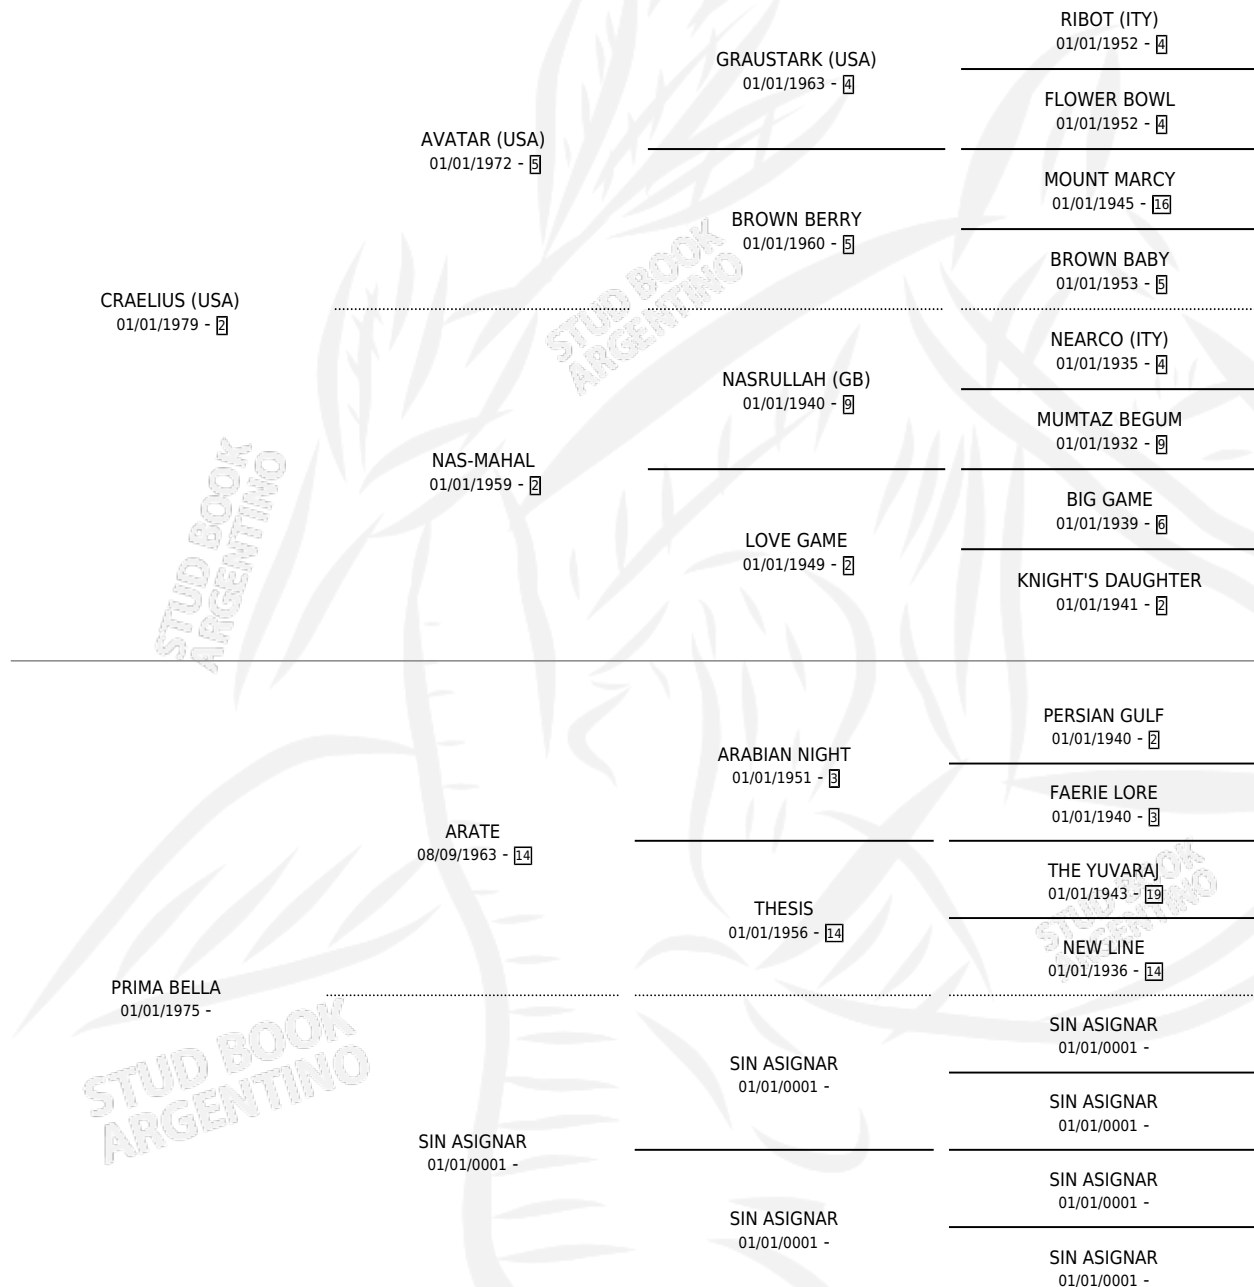 RIBOT (ITY)
01/01/1952 - 4
GRAUSTARK (USA)
01/01/1963 - 4
FLOWER BOWL
01/01/1952 - 4
AVATAR (USA)
01/01/1972 - 5
MOUNT MARCY
01/01/1945 - 16
BROWN BERRY
01/01/1960 - 5
BROWN BABY
01/01/1953 - 5
CRAELIUS (USA)
01/01/1979 - 2
NEARCO (ITY)
01/01/1935 - 4
NASRULLAH (GB)
01/01/1940 - 9
MUMTAZ BEGUM
01/01/1932 - 9
NAS-MAHAL
01/01/1959 - 2
BIG GAME
01/01/1939 - 6
LOVE GAME
01/01/1949 - 2
KNIGHT'S DAUGHTER
01/01/1941 - 2
PERSIAN GULF
01/01/1940 - 2
ARABIAN NIGHT
01/01/1951 - 3
FAERIE LORE
01/01/1940 - 3
ARATE
08/09/1963 - 14
THE YUVARAJ
01/01/1943 - 19
THESIS
01/01/1956 - 14
NEW LINE
01/01/1936 - 14
PRIMA BELLA
01/01/1975 -
SIN ASIGNAR
01/01/0001 -
SIN ASIGNAR
01/01/0001 -
SIN ASIGNAR
01/01/0001 -
SIN ASIGNAR
01/01/0001 -
SIN ASIGNAR
01/01/0001 -
SIN ASIGNAR
01/01/0001 -
SIN ASIGNAR
01/01/0001 -
STUD BOOK
ARGENTINO
STUD BOOK
ARGENTINO
STUD BOOK
ARGENTINO
STUD BOOK
ARGENTINO